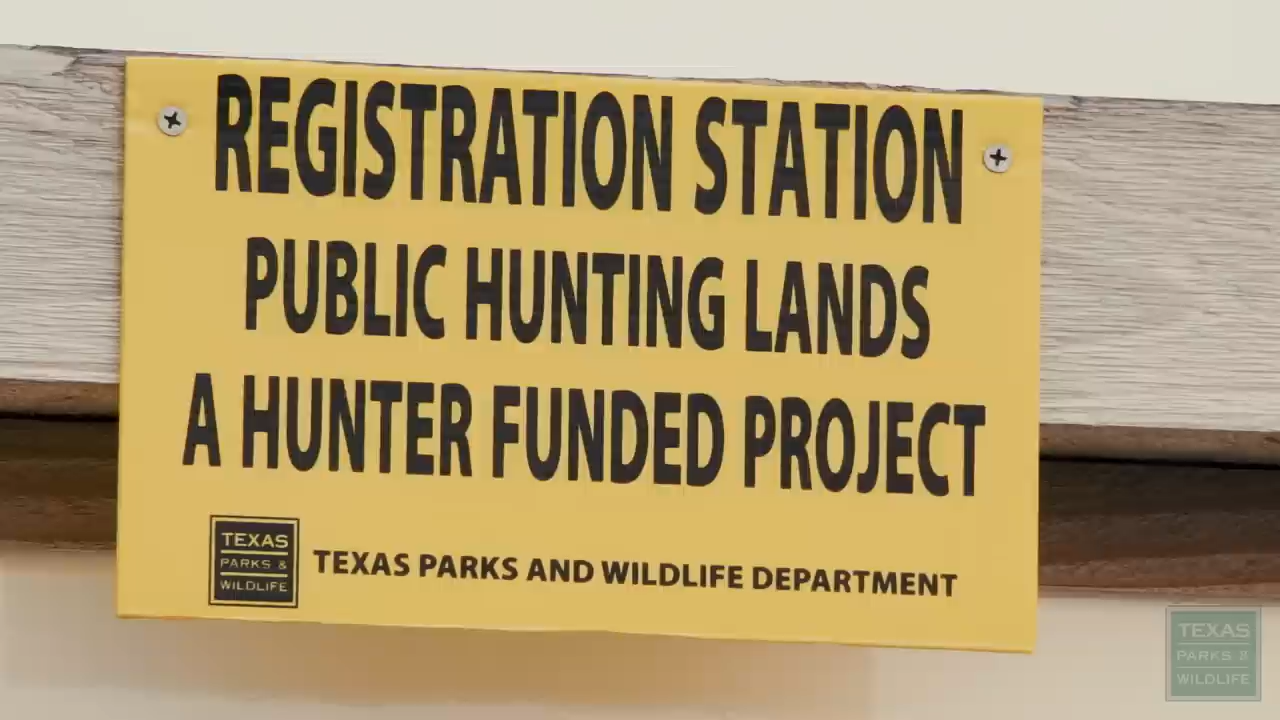 REGISTRATION STATION
PUBLIC HUNTING LANDS
A HUNTER FUNDED PROJECT
TEXAS
PARKS &
WILDLIFE
TEXAS PARKS AND WILDLIFE DEPARTMENT
TEXAS
PARKS &
WILDLIFE